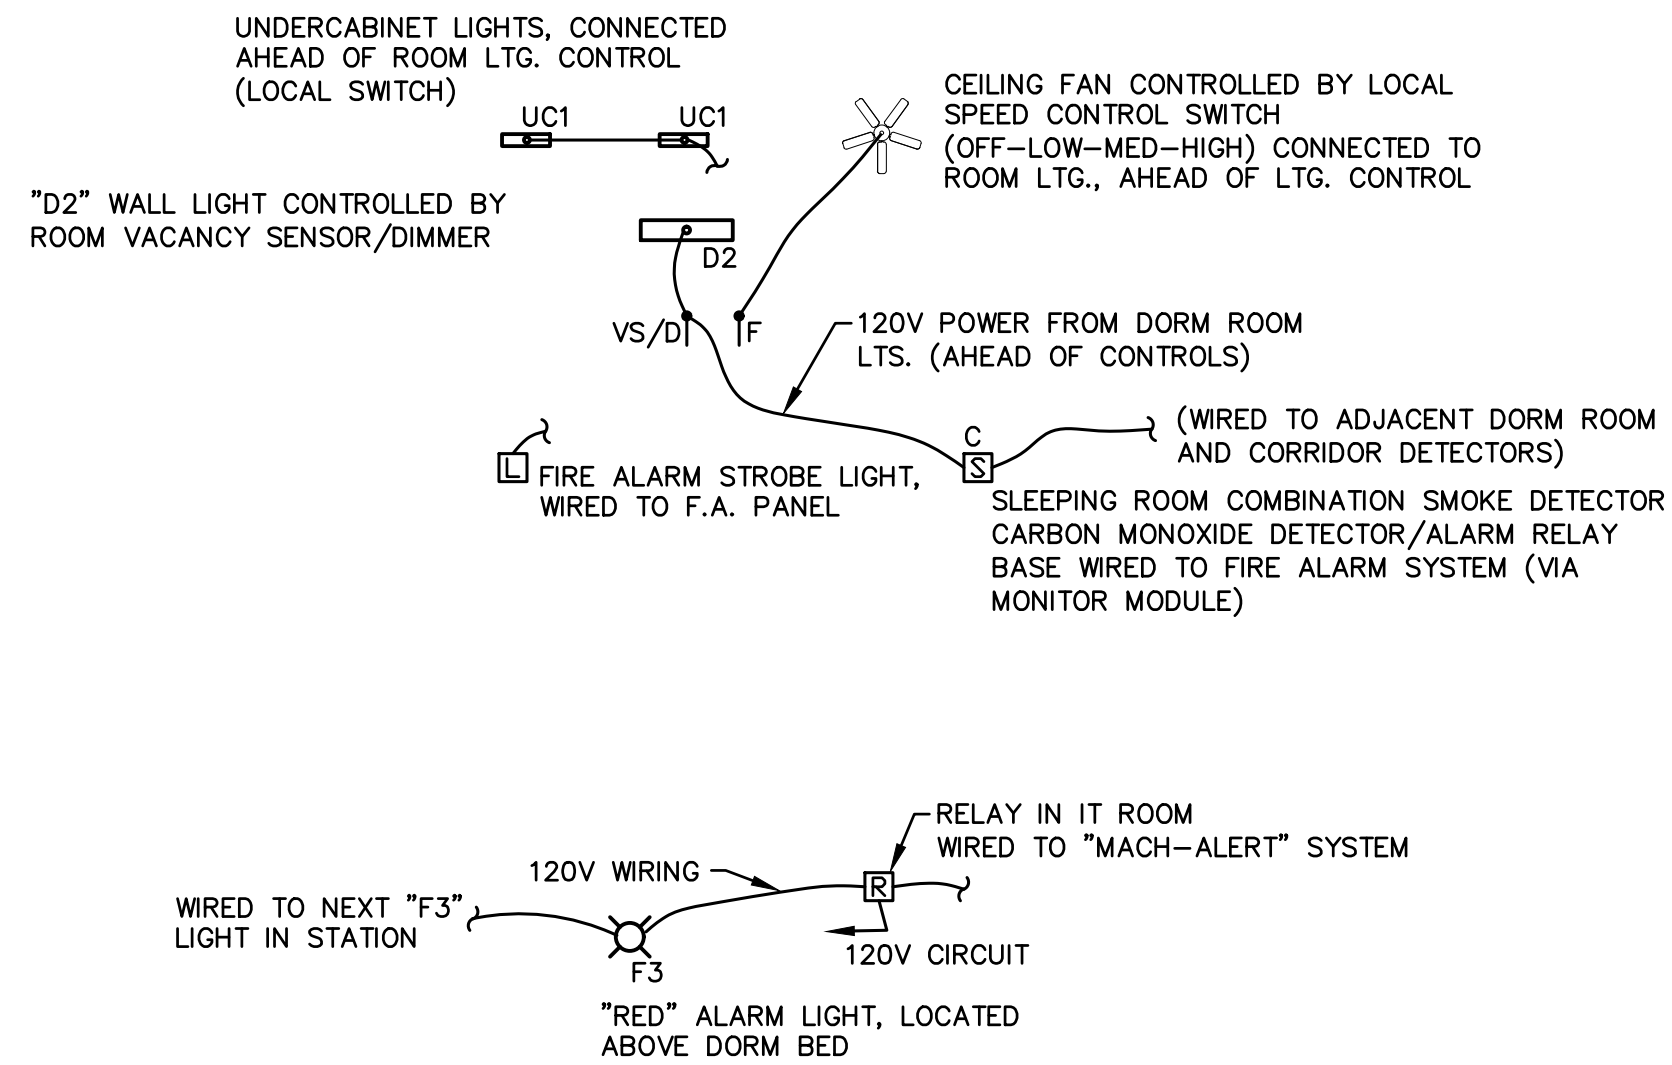 UNDERCABINET LIGHTS, CONNECTED
AHEAD OF ROOM LTG. CONTROL
(LOCAL SWITCH)
UC1
UC1
CEILING FAN CONTROLLED BY LOCAL
SPEED CONTROL SWITCH
(OFF-LOW-MED-HIGH) CONNECTED TO
ROOM LTG., AHEAD OF LTG. CONTROL
"D2" WALL LIGHT CONTROLLED BY
ROOM VACANCY SENSOR/DIMMER
D2
VS/D
F
120V POWER FROM DORM ROOM
LTS. (AHEAD OF CONTROLS)
(WIRED TO ADJACENT DORM ROOM
AND CORRIDOR DETECTORS)
C
S
L
FIRE ALARM STROBE LIGHT,
WIRED TO F.A. PANEL
SLEEPING ROOM COMBINATION SMOKE DETECTOR
CARBON MONOXIDE DETECTOR/ALARM RELAY
BASE WIRED TO FIRE ALARM SYSTEM (VIA
MONITOR MODULE)
RELAY IN IT ROOM
WIRED TO "MACH-ALERT" SYSTEM
120V WIRING
R
WIRED TO NEXT "F3"
LIGHT IN STATION
120V CIRCUIT
F3
"RED" ALARM LIGHT, LOCATED
ABOVE DORM BED